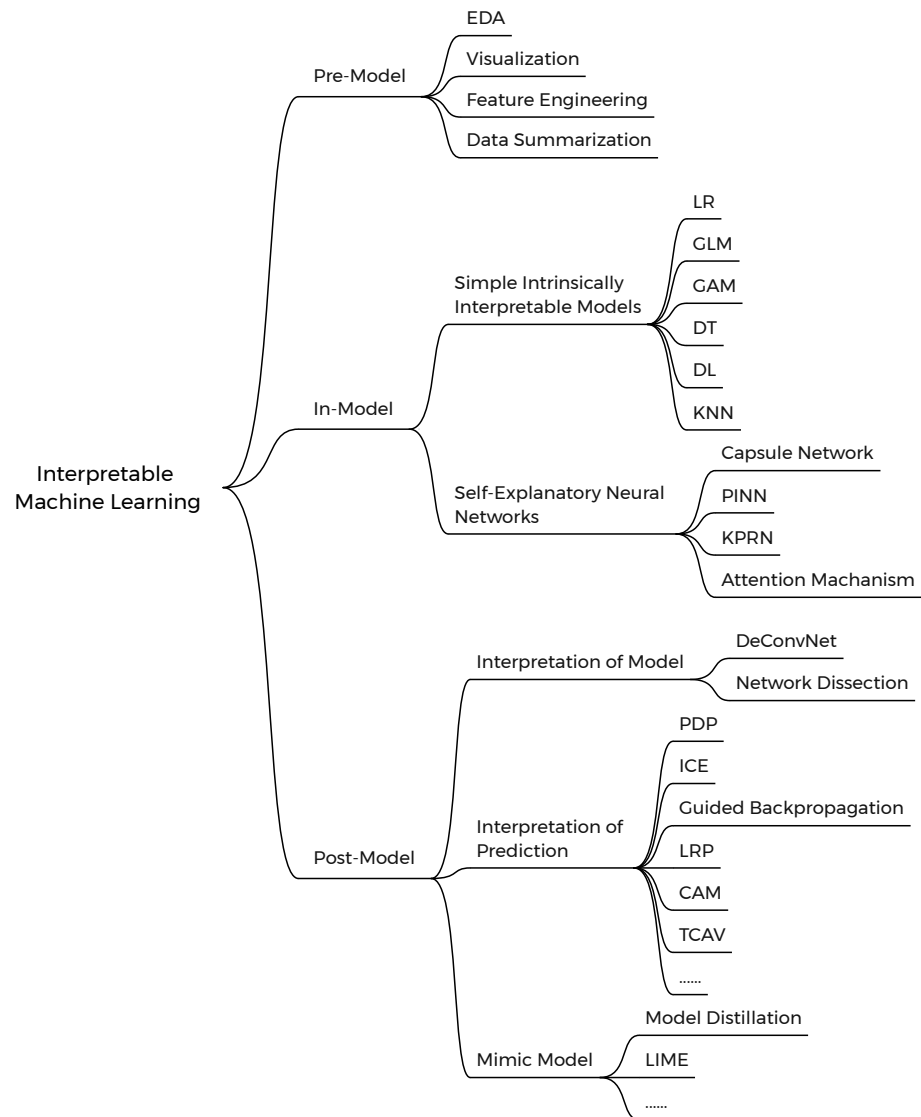 EDA
Visualization
Pre-Model
Feature Engineering
Data Summarization
LR
GLM
Simple Intrinsically
Interpretable Models
GAM
DT
DL
KNN
In-Model
Capsule Network
Self-Explanatory Neural
Networks
PINN
KPRN
Attention Machanism
Interpretable
Machine Learning
DeConvNet
Interpretation of Model
Network Dissection
PDP
ICE
Guided Backpropagation
Interpretation of
Prediction
LRP
CAM
TCAV
......
Post-Model
Model Distillation
Mimic Model
LIME
......